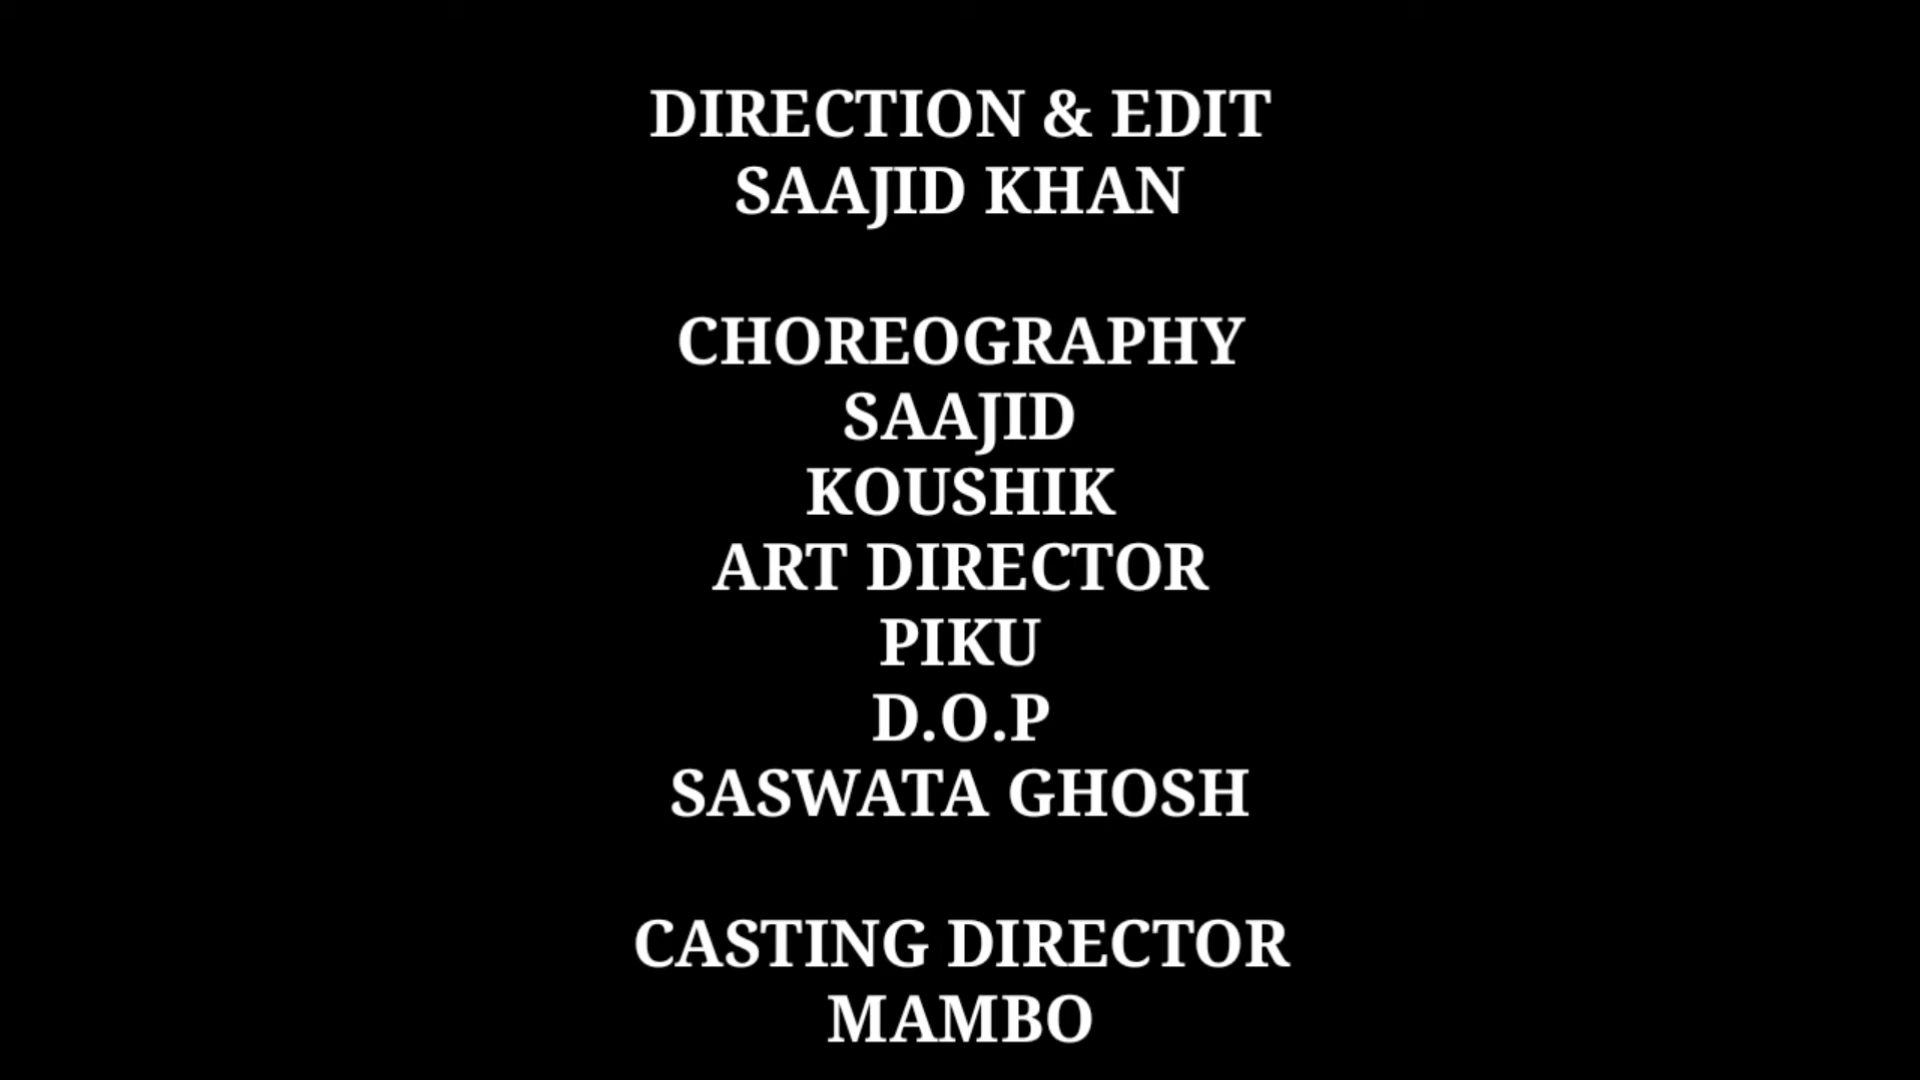 DIRECTION & EDIT
SAAJID KHAN
CHOREOGRAPHY
SAAJID
KOUSHIK
ART DIRECTOR
PIKU
D.O.P
SASWATA GHOSH
CASTING DIRECTOR
MAMBO